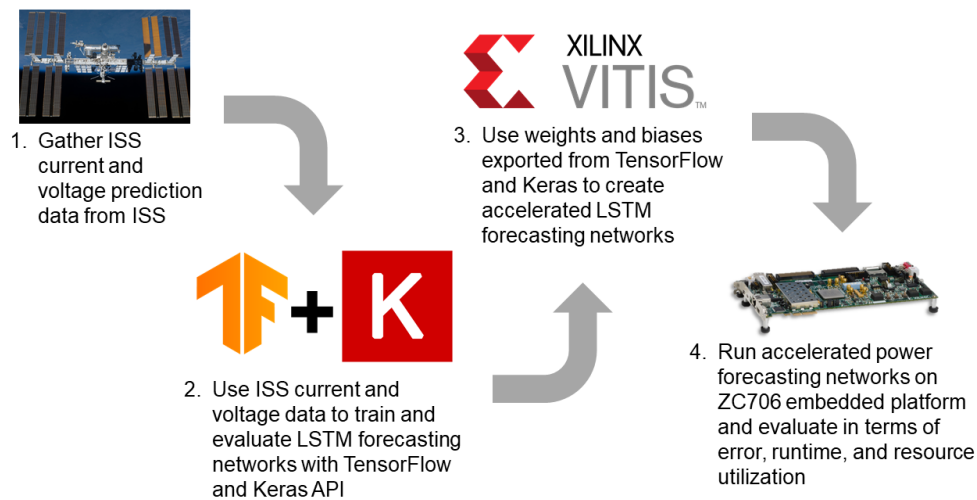 1. Gather ISS
current and
voltage prediction
data from ISS
TF
+
K
2. Use ISS current and
voltage data to train and
evaluate LSTM forecasting
networks with TensorFlow
and Keras API
XILINX
VITIS™
3. Use weights and biases
exported from TensorFlow
and Keras to create
accelerated LSTM
forecasting networks
4. Run accelerated power
forecasting networks on
ZC706 embedded platform
and evaluate in terms of
error, runtime, and resource
utilization